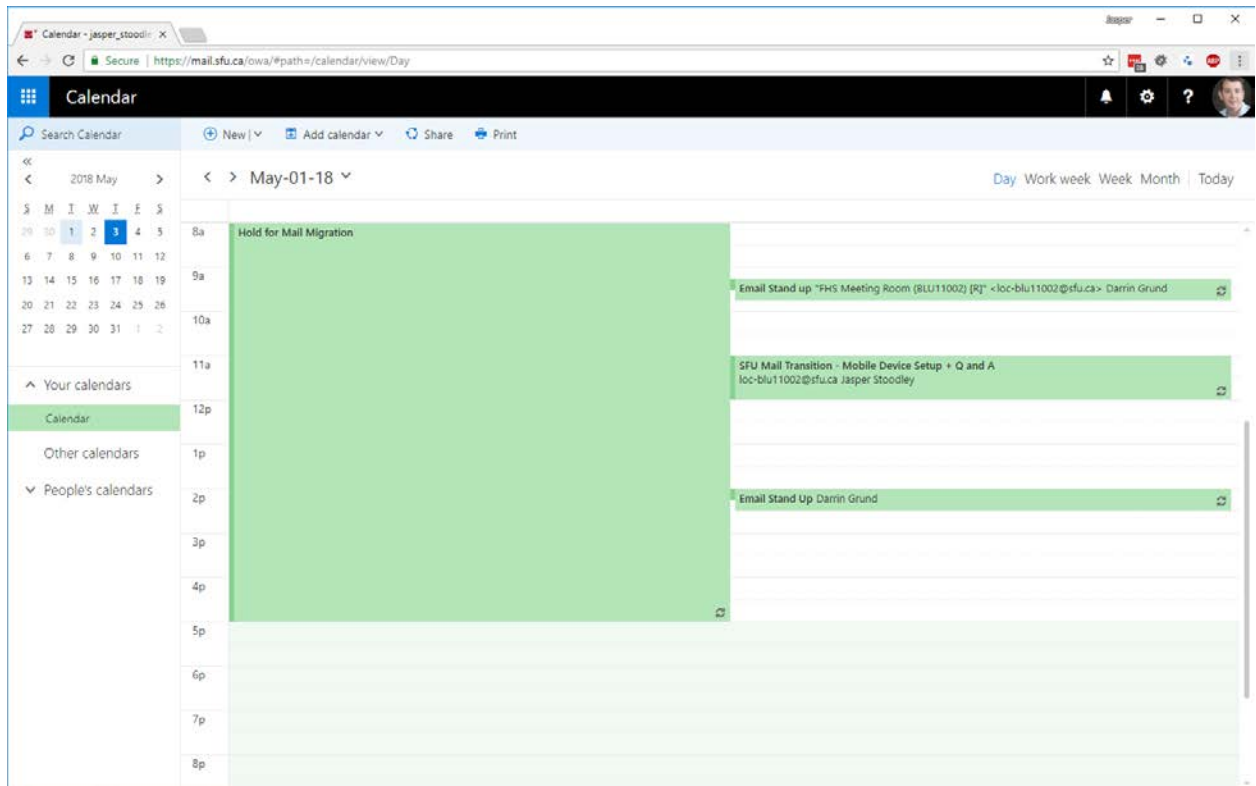 Calendar - jasper_stoodle
Jasper
Secure | https://mail.sfu.ca/owa/#path=/calendar/view/Day
ABP
Calendar
?
Search Calendar
New | Add calendar Share Print
2018 May
May-01-18
Day Work week Week Month Today
S M T W T F S
29 30 1 2 3 4 5
6 7 8 9 10 11 12
13 14 15 16 17 18 19
20 21 22 23 24 25 26
27 28 29 30 31 1 2
Your calendars
Calendar
Other calendars
People's calendars
8a
9a
10a
11a
12p
1p
2p
3p
4p
5p
6p
7p
8p
Hold for Mail Migration
Email Stand up "FHS Meeting Room (BLU11002) [R]" <loc-blu11002@sfu.ca> Darrin Grund
SFU Mail Transition - Mobile Device Setup + Q and A
loc-blu11002@sfu.ca Jasper Stoodley
Email Stand Up Darrin Grund